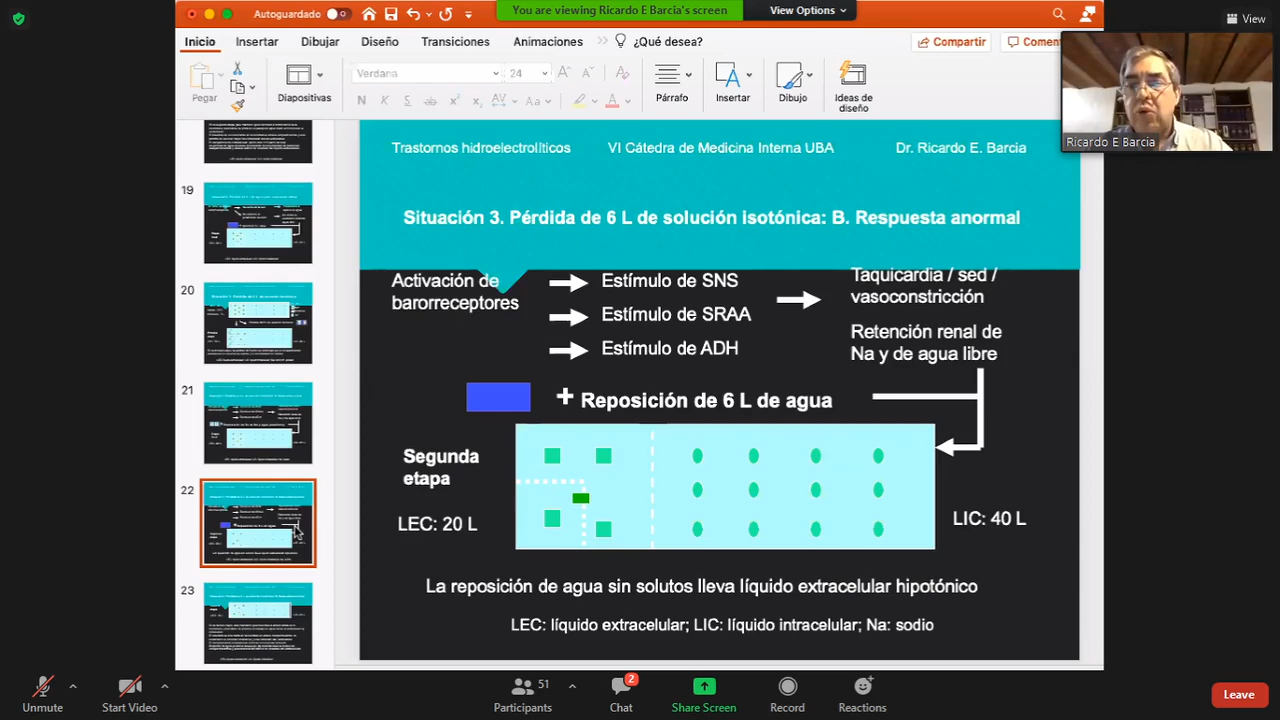 You are viewing Ricardo E Barcia's screen
View Options
View
Autoguardado
Inicio
Insertar
Dibujar
Diseño
Transiciones
Animaciones
¿Qué desea?
Compartir
Coment
Pegar
Diapositivas
Verdana
24
Párrafo
Insertar
Dibujo
Ideas de
diseño
Ricardo E Barcia
19
20
21
22
23
Trastornos hidroelectrolíticos
VI Cátedra de Medicina Interna UBA
Dr. Ricardo E. Barcia
Situación 3. Pérdida de 6 L de solución isotónica: B. Respuesta anormal
Activación de
barorreceptores
Estímulo de SNS
Estímulo de SRAA
Estímulo de ADH
Taquicardia / sed /
vasoconstricción
Retención renal de
Na y de agua libre
+ Reposición de 6 L de agua
Segunda
etapa
LEC: 20 L
LIC: 40 L
La reposición de agua sin soluto lleva líquido extracelular hipotónico
LEC: líquido extracelular; LIC: líquido intracelular; Na: sodio
Unmute
Start Video
51
Participants
2
Chat
Share Screen
Record
Reactions
Leave